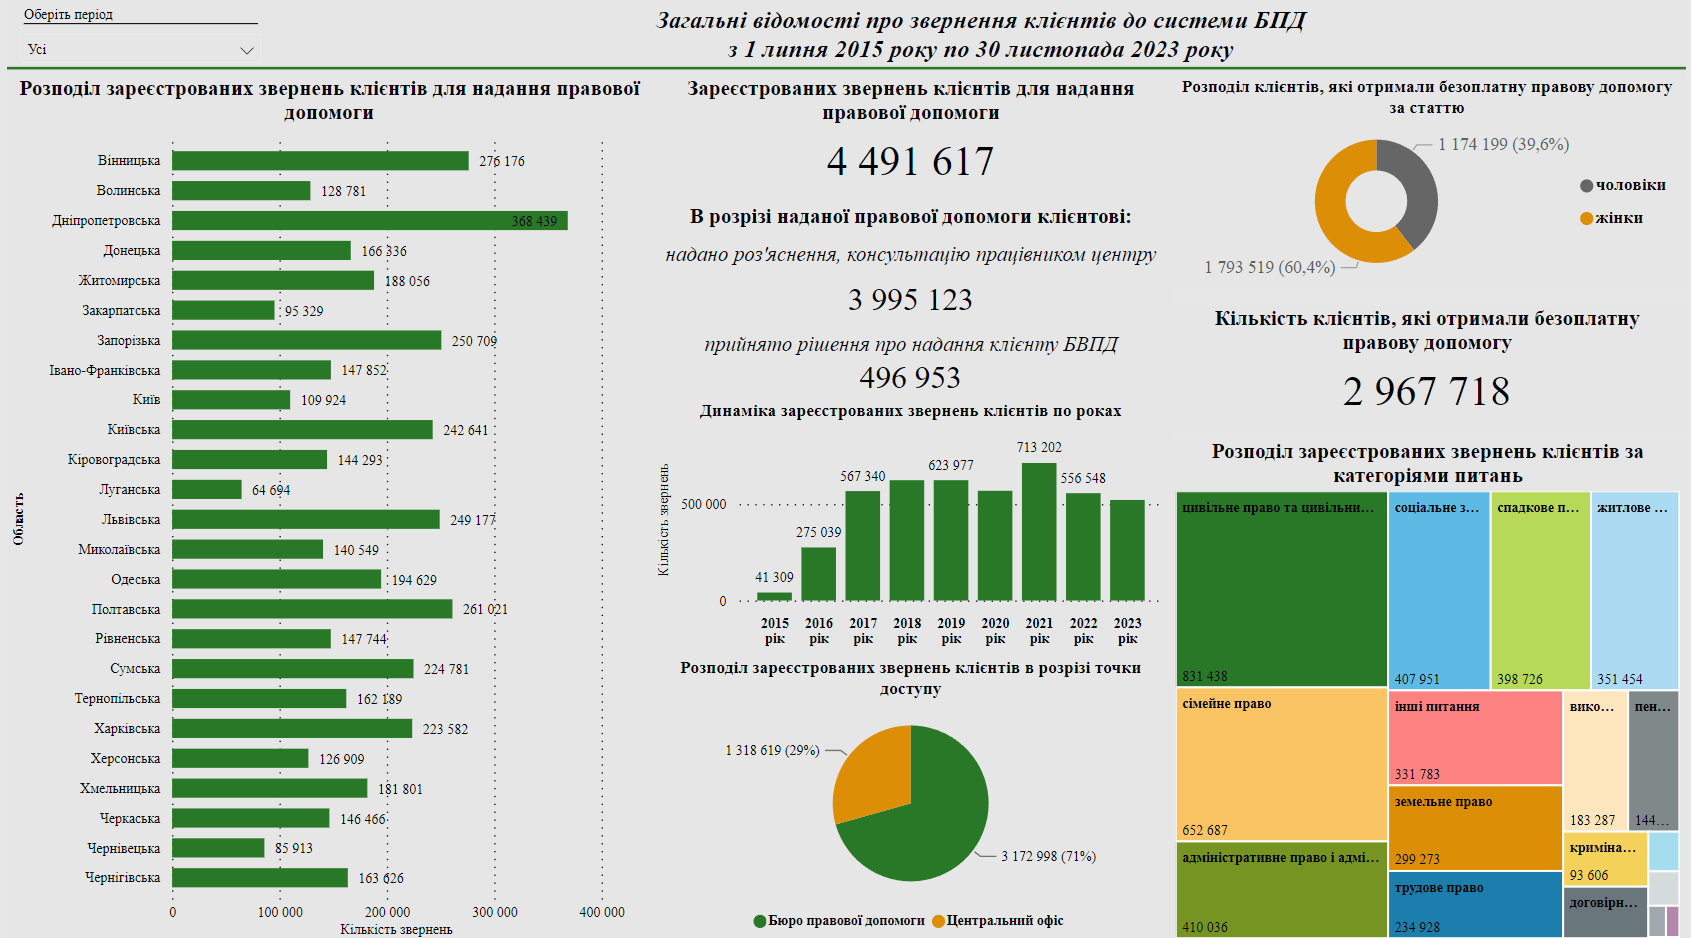 Оберіть період
Усі
Загальні відомості про звернення клієнтів до системи БПД
з 1 липня 2015 року по 30 листопада 2023 року
Розподіл зареєстрованих звернень клієнтів для надання правової
допомоги
Область
Вінницька 276 176
Волинська 128 781
Дніпропетровська 368 439
Донецька 166 336
Житомирська 188 056
Закарпатська 95 329
Запорізька 250 709
Івано-Франківська 147 852
Київ 109 924
Київська 242 641
Кіровоградська 144 293
Луганська 64 694
Львівська 249 177
Миколаївська 140 549
Одеська 194 629
Полтавська 261 021
Рівненська 147 744
Сумська 224 781
Тернопільська 162 189
Харківська 223 582
Херсонська 126 909
Хмельницька 181 801
Черкаська 146 466
Чернівецька 85 913
Чернігівська 163 626
0 100 000 200 000 300 000 400 000
Кількість звернень
Зареєстрованих звернень клієнтів для надання
правової допомоги
4 491 617
В розрізі наданої правової допомоги клієнтові:
надано роз'яснення, консультацію працівником центру
3 995 123
прийнято рішення про надання клієнту БВПД
496 953
Динаміка зареєстрованих звернень клієнтів по роках
Кількість звернень
500 000
0
41 309
275 039
567 340
623 977
713 202
556 548
2015 2016 2017 2018 2019 2020 2021 2022 2023
рік рік рік рік рік рік рік рік рік
Розподіл зареєстрованих звернень клієнтів в розрізі точки
доступу
1 318 619 (29%)
3 172 998 (71%)
Бюро правової допомоги Центральний офіс
Розподіл клієнтів, які отримали безоплатну правову допомогу
за статтю
1 174 199 (39,6%)
чоловіки
жінки
1 793 519 (60,4%)
Кількість клієнтів, які отримали безоплатну
правову допомогу
2 967 718
Розподіл зареєстрованих звернень клієнтів за
категоріями питань
цивільне право та цивільни...
831 438
сімейне право
652 687
адміністративне право і адмі...
410 036
соціальне з...
407 951
спадкове п...
398 726
житлове ...
351 454
інші питання
331 783
земельне право
299 273
трудове право
234 928
вико...
183 287
пен...
144...
криміна...
93 606
договірн...